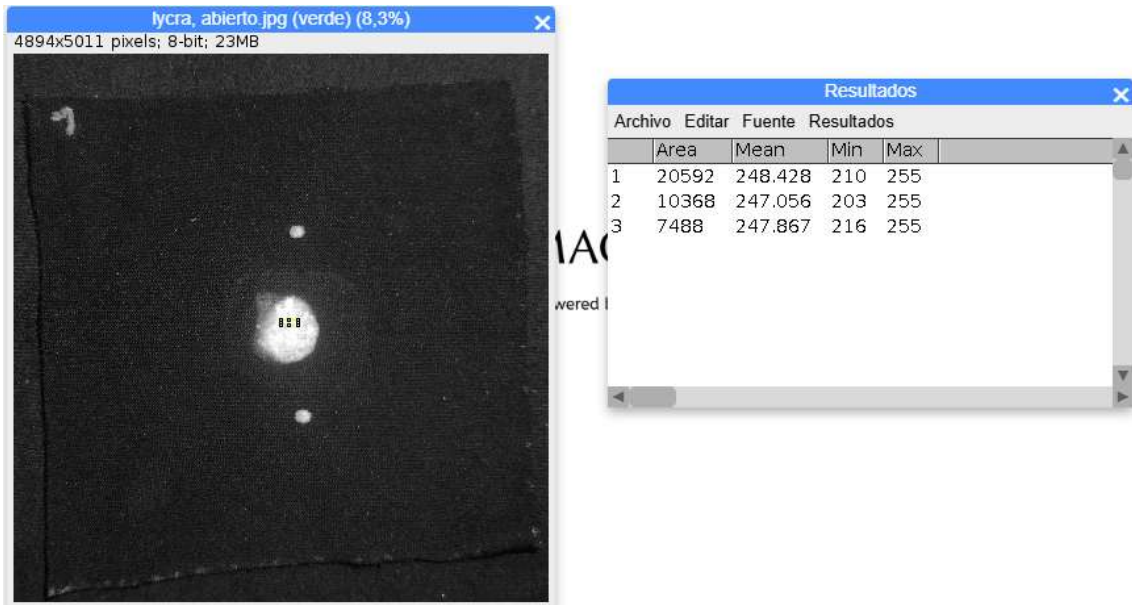 lycra, abierto.jpg (verde) (8,3%)
4894x5011 pixels; 8-bit; 23MB
Resultados
Archivo Editar Fuente Resultados
Area Mean Min Max
1 20592 248.428 210 255
2 10368 247.056 203 255
3 7488 247.867 216 255